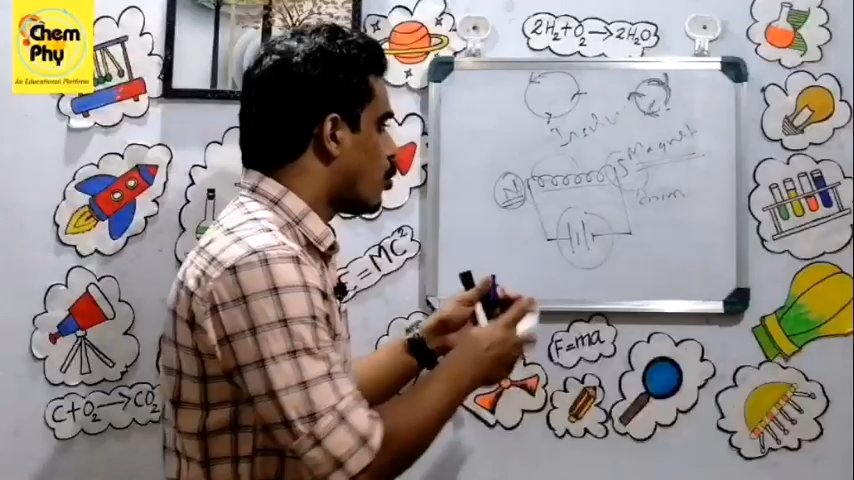 Chem
Phy
An Educational Platform
2H₂+O₂→2H₂O
N
S
Magnet
=MC²
F=ma
C+O₂→CO₂